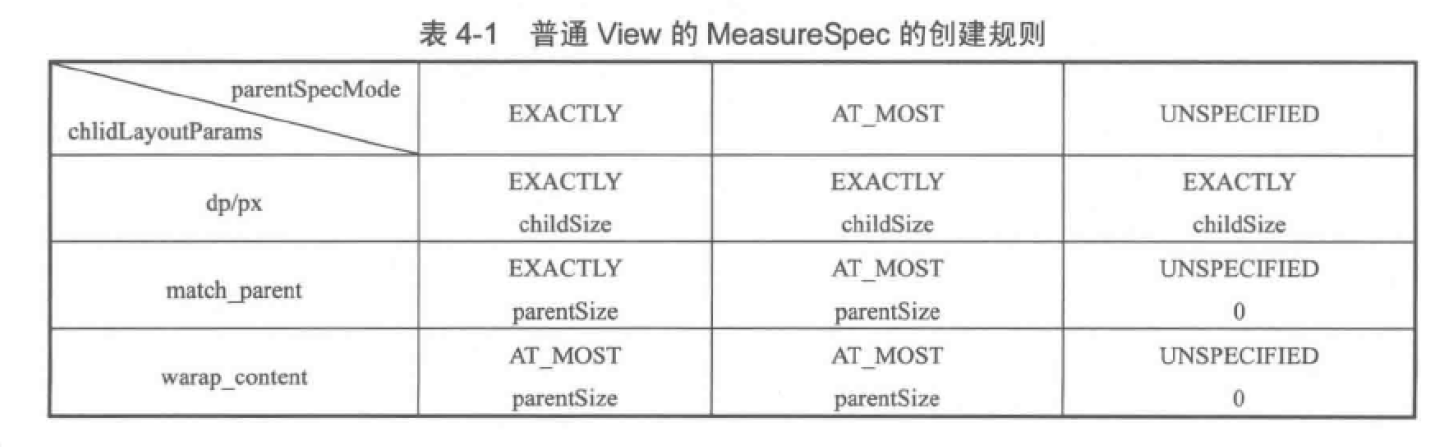 表 4-1 普通 View 的 MeasureSpec 的创建规则
parentSpecMode
chlidLayoutParams
EXACTLY
AT_MOST
UNSPECIFIED
dp/px
EXACTLY
childSize
EXACTLY
childSize
EXACTLY
childSize
match_parent
EXACTLY
parentSize
AT_MOST
parentSize
UNSPECIFIED
0
warap_content
AT_MOST
parentSize
AT_MOST
parentSize
UNSPECIFIED
0